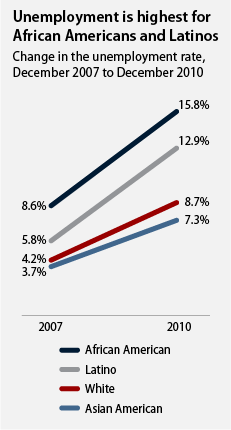 Unemployment is highest for
African Americans and Latinos
Change in the unemployment rate,
December 2007 to December 2010
15.8%
12.9%
8.6%
8.7%
5.8%
7.3%
4.2%
3.7%
2007 2010
African American
Latino
White
Asian American